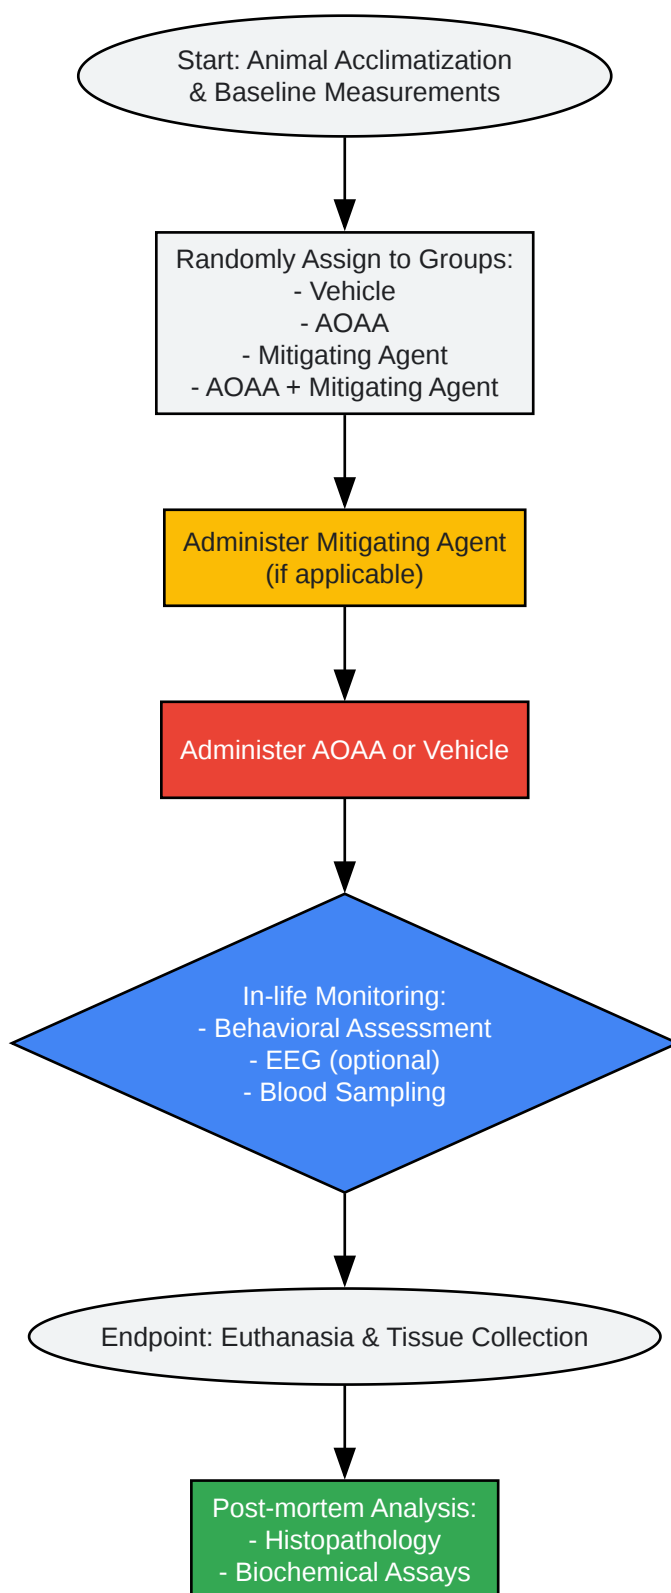 Start: Animal Acclimatization
& Baseline Measurements
Randomly Assign to Groups:
- Vehicle
- AOAA
- Mitigating Agent
- AOAA + Mitigating Agent
Administer Mitigating Agent
(if applicable)
Administer AOAA or Vehicle
In-life Monitoring:
- Behavioral Assessment
- EEG (optional)
- Blood Sampling
Endpoint: Euthanasia & Tissue Collection
Post-mortem Analysis:
- Histopathology
- Biochemical Assays